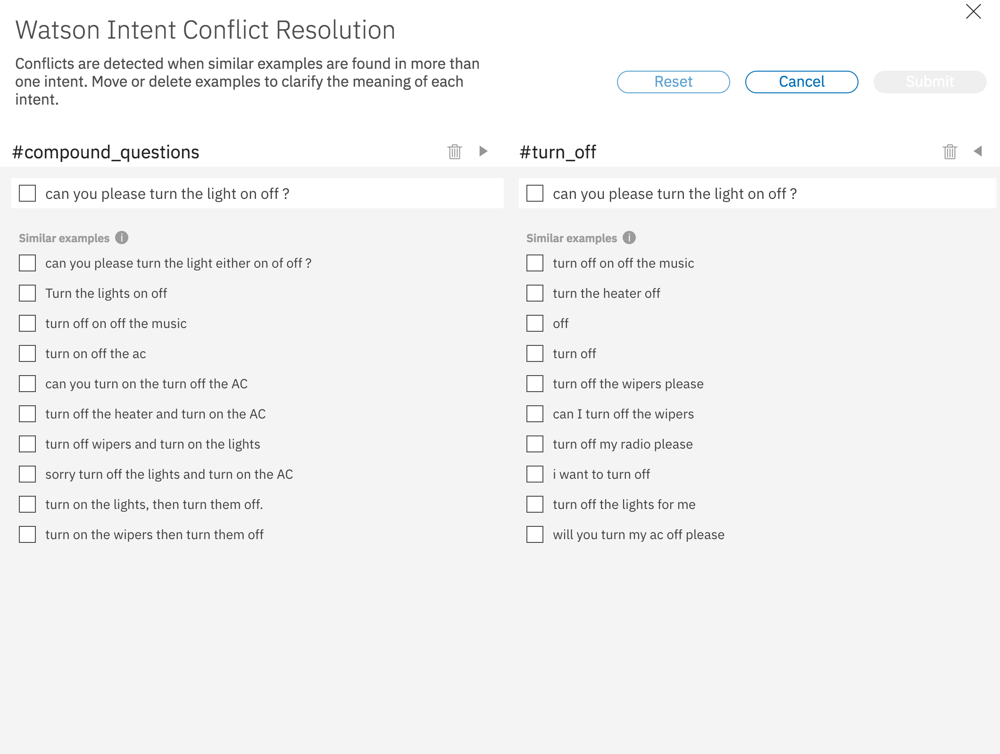 Watson Intent Conflict Resolution
Conflicts are detected when similar examples are found in more than
one intent. Move or delete examples to clarify the meaning of each
intent.
Reset
Cancel
Submit
#compound_questions
can you please turn the light on off ?
Similar examples
can you please turn the light either on of off ?
Turn the lights on off
turn off on off the music
turn on off the ac
can you turn on the turn off the AC
turn off the heater and turn on the AC
turn off wipers and turn on the lights
sorry turn off the lights and turn on the AC
turn on the lights, then turn them off.
turn on the wipers then turn them off
#turn_off
can you please turn the light on off ?
Similar examples
turn off on off the music
turn the heater off
off
turn off
turn off the wipers please
can I turn off the wipers
turn off my radio please
i want to turn off
turn off the lights for me
will you turn my ac off please